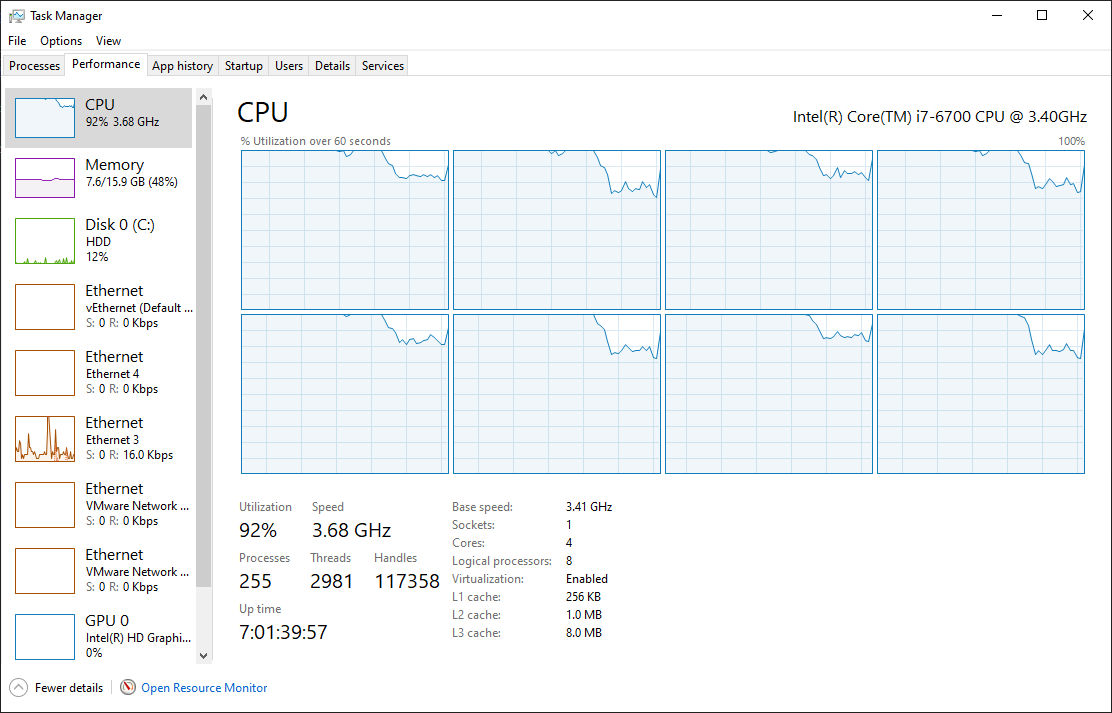 Task Manager
File Options View
Processes Performance App history Startup Users Details Services
CPU
92% 3.68 GHz
Memory
7.6/15.9 GB (48%)
Disk 0 (C:)
HDD
12%
Ethernet
vEthernet (Default ...
S: 0 R: 0 Kbps
Ethernet
Ethernet 4
S: 0 R: 0 Kbps
Ethernet
Ethernet 3
S: 0 R: 16.0 Kbps
Ethernet
VMware Network ...
S: 0 R: 0 Kbps
Ethernet
VMware Network ...
S: 0 R: 0 Kbps
GPU 0
Intel(R) HD Graphi...
0%
CPU
Intel(R) Core(TM) i7-6700 CPU @ 3.40GHz
% Utilization over 60 seconds 100%
Utilization Speed
92% 3.68 GHz
Processes Threads Handles
255 2981 117358
Up time
7:01:39:57
Base speed: 3.41 GHz
Sockets: 1
Cores: 4
Logical processors: 8
Virtualization: Enabled
L1 cache: 256 KB
L2 cache: 1.0 MB
L3 cache: 8.0 MB
Fewer details Open Resource Monitor